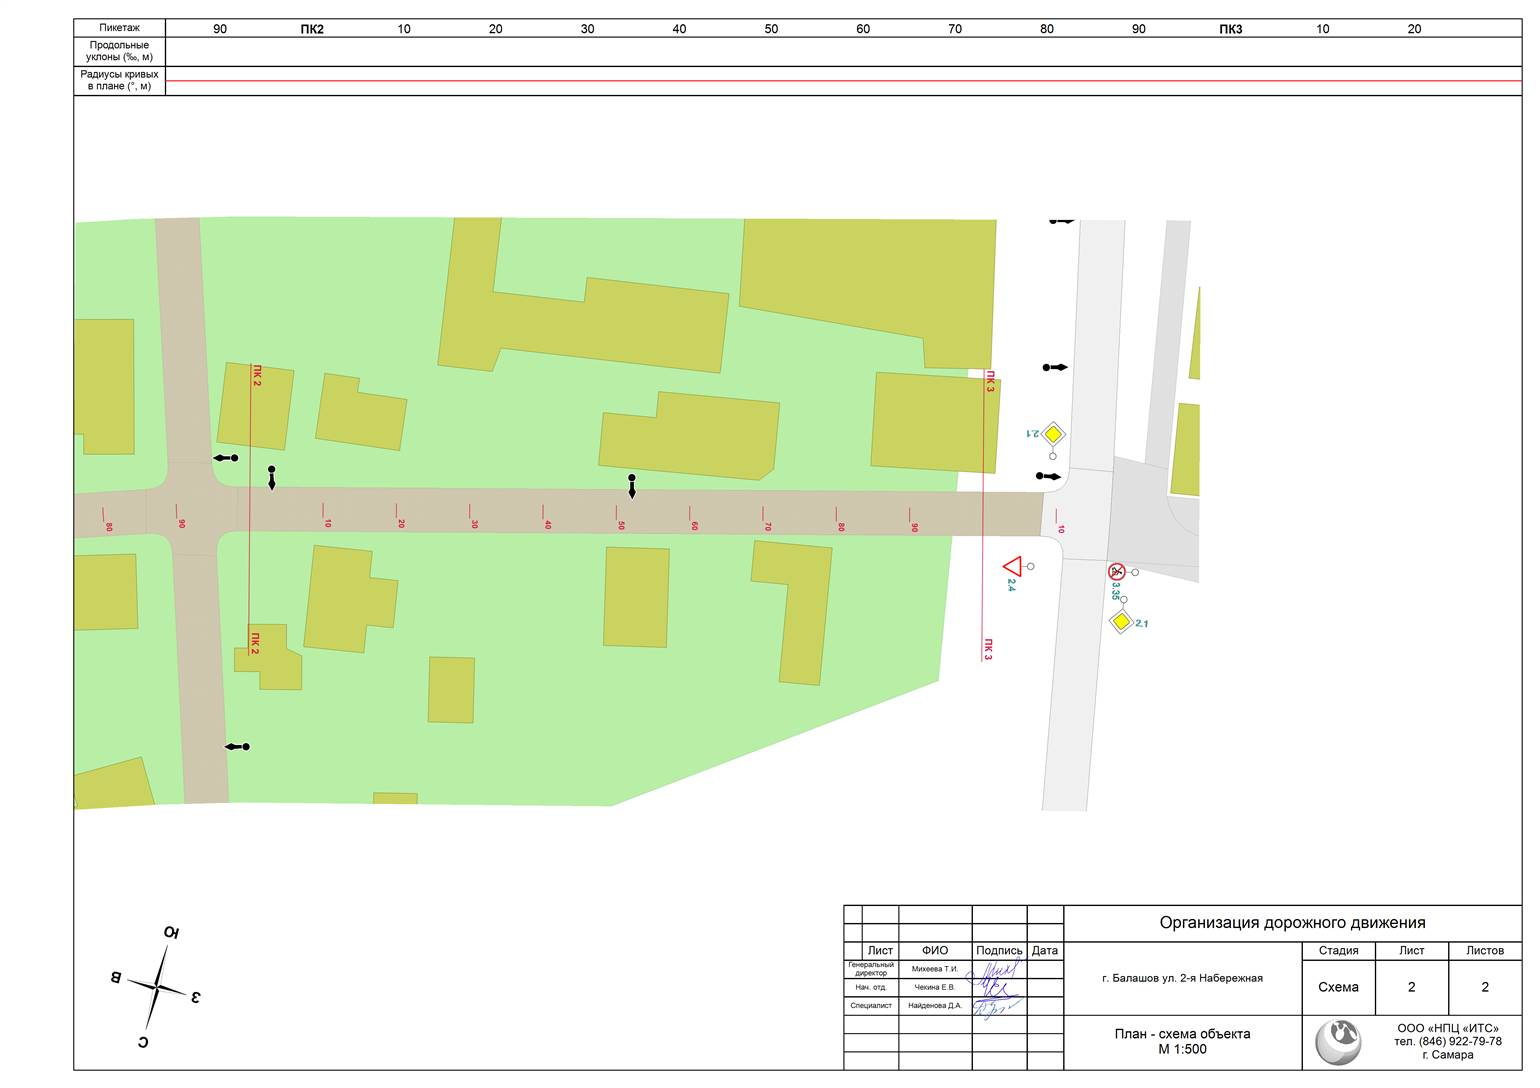 Пикетаж 90 ПК2 10 20 30 40 50 60 70 80 90 ПК3 10 20
Продольные
уклоны (‰, м)
Радиусы кривых
в плане (°, м)
ПК 2
ПК 3
2.1
80 90 10 20 30 40 50 60 70 80 90 10
2.4
3.35
2.1
ПК 2
ПК 3
Ю
В
З
С
Организация дорожного движения
Лист ФИО Подпись Дата
Стадия Лист Листов
Генеральный
директор
Михеева Т.И.
Нач. отд. Чекина Е.В.
Специалист Найденова Д.А.
г. Балашов ул. 2-я Набережная
Схема 2 2
План - схема объекта
М 1:500
ООО «НПЦ «ИТС»
тел. (846) 922-79-78
г. Самара